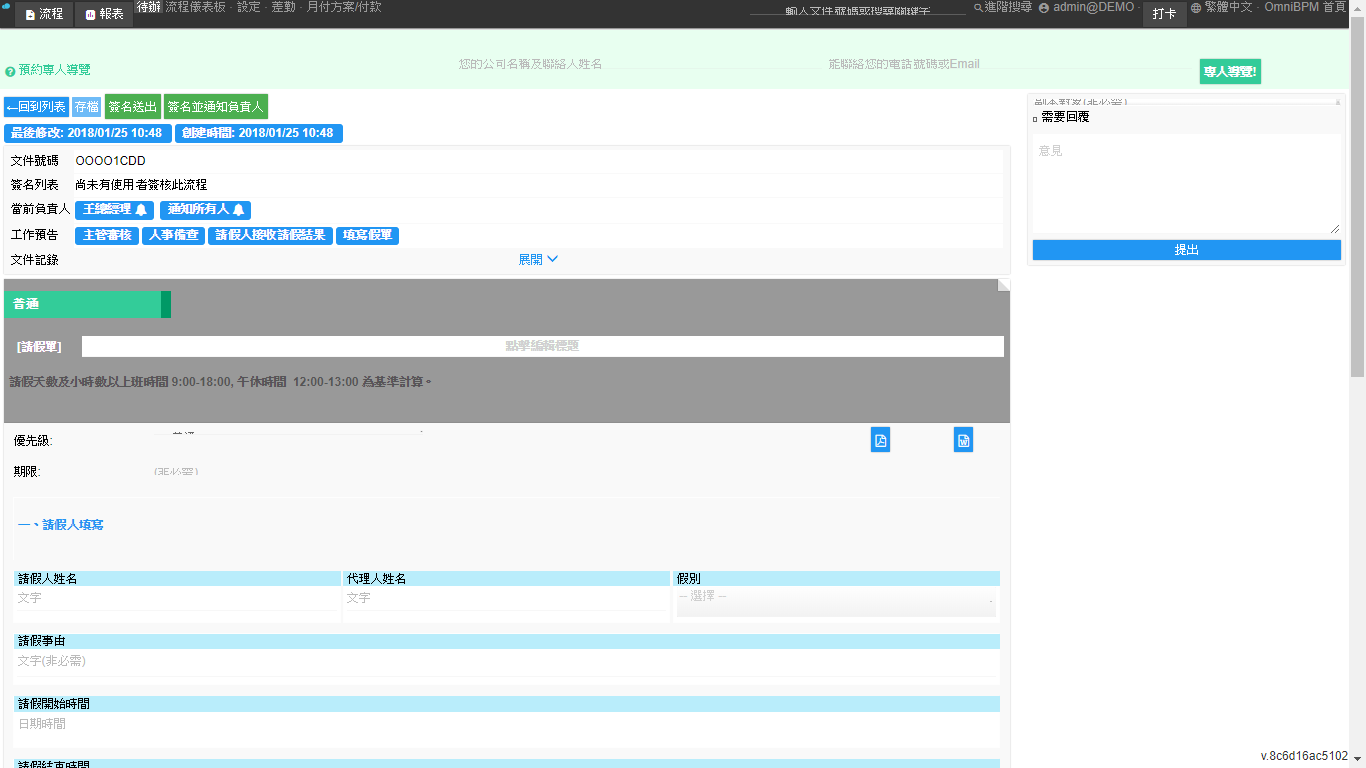 流程 報表 待辦 流程儀表板 · 設定 · 差勤 · 月付方案/付款 輸入文件號碼或搜尋關鍵字 進階搜尋 admin@DEMO · 打卡 繁體中文 · OmniBPM 首頁
預約專人導覽 您的公司名稱及聯絡人姓名 能聯絡您的電話號碼或Email 專人導覽!
←回到列表 存檔 簽名送出 簽名並通知負責人
最後修改: 2018/01/25 10:48 創建時間: 2018/01/25 10:48
文件號碼 OOOO1CDD
簽名列表 尚未有使用者簽核此流程
當前負責人 王總經理 通知所有人
工作預告 主管審核 人事備查 請假人接收請假結果 填寫假單
文件記錄 展開
副本對象(非必需)
需要回覆
意見
提出
普通
[請假單] 點擊編輯標題
請假天數及小時數以上班時間 9:00-18:00, 午休時間 12:00-13:00 為基準計算。
優先級: 普通
期限: (非必需)
一、請假人填寫
請假人姓名 代理人姓名 假別
文字 文字 -- 選擇 --
請假事由
文字(非必需)
請假開始時間
日期時間
請假結束時間
v.8c6d16ac5102